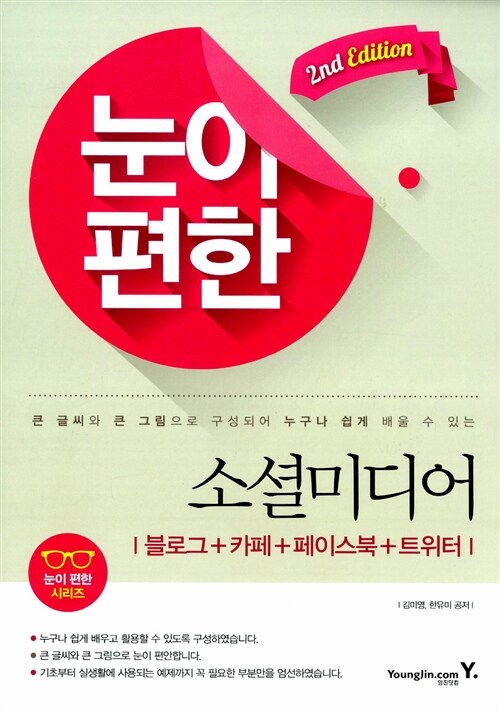 2nd Edition
눈이
편한
큰 글씨와 큰 그림으로 구성되어 누구나 쉽게 배울 수 있는
소셜미디어
| 블로그+카페+페이스북+트위터 |
눈이 편한
시리즈
| 김미영, 한유미 공저 |
● 누구나 쉽게 배우고 활용할 수 있도록 구성하였습니다.
● 큰 글씨와 큰 그림으로 눈이 편안합니다.
● 기초부터 실생활에 사용되는 예제까지 꼭 필요한 부분만을 엄선하였습니다.
YoungJin.com Y.
영진닷컴